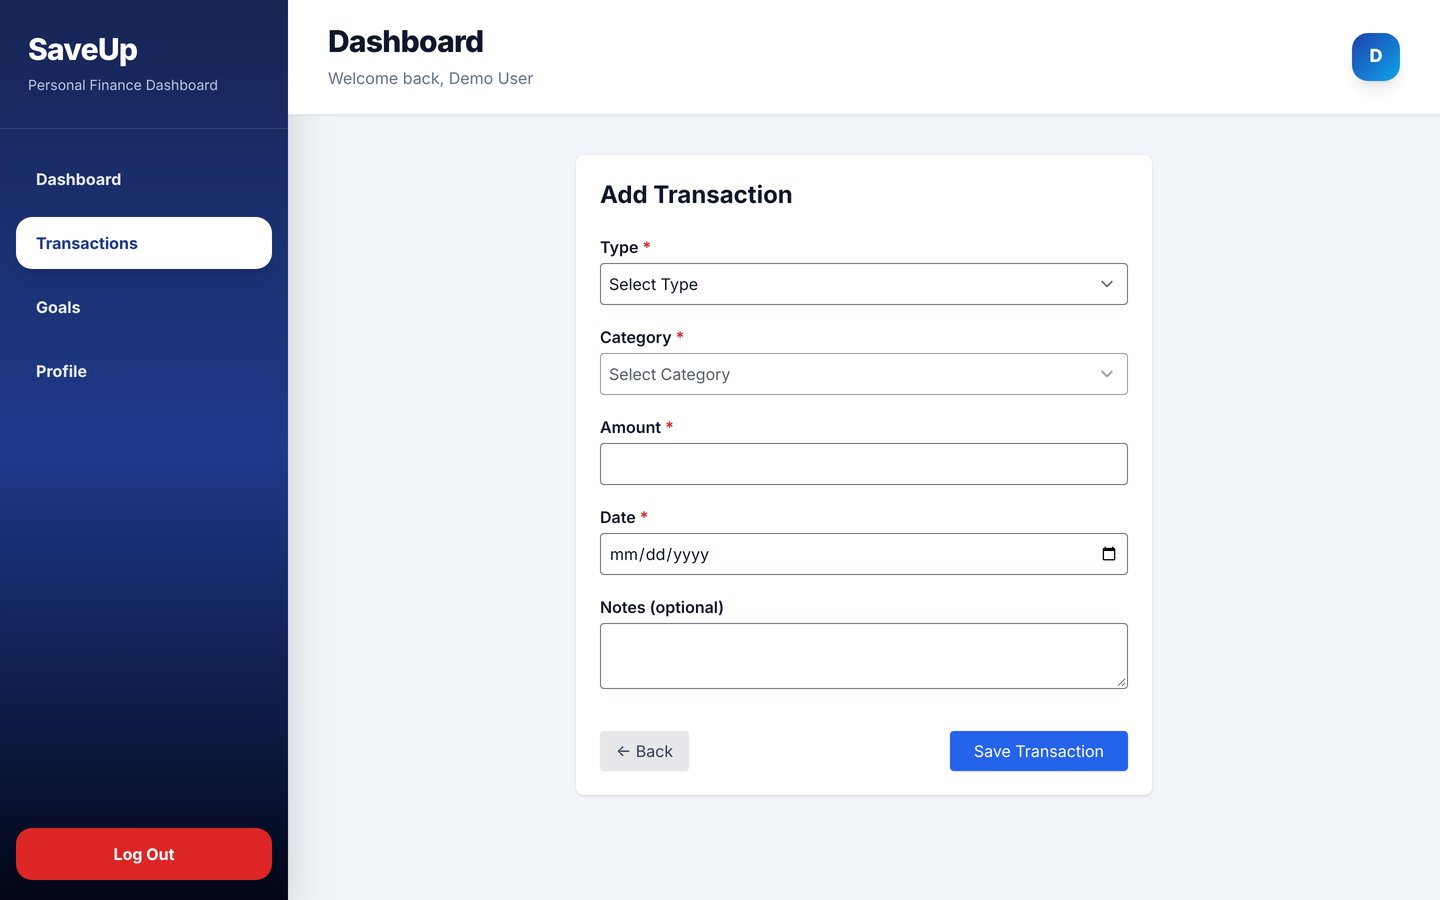 SaveUp
Personal Finance Dashboard
Dashboard
Transactions
Goals
Profile
Log Out
Dashboard
Welcome back, Demo User
D
Add Transaction
Type *
Select Type
Category *
Select Category
Amount *
Date *
mm/dd/yyyy
Notes (optional)
← Back
Save Transaction